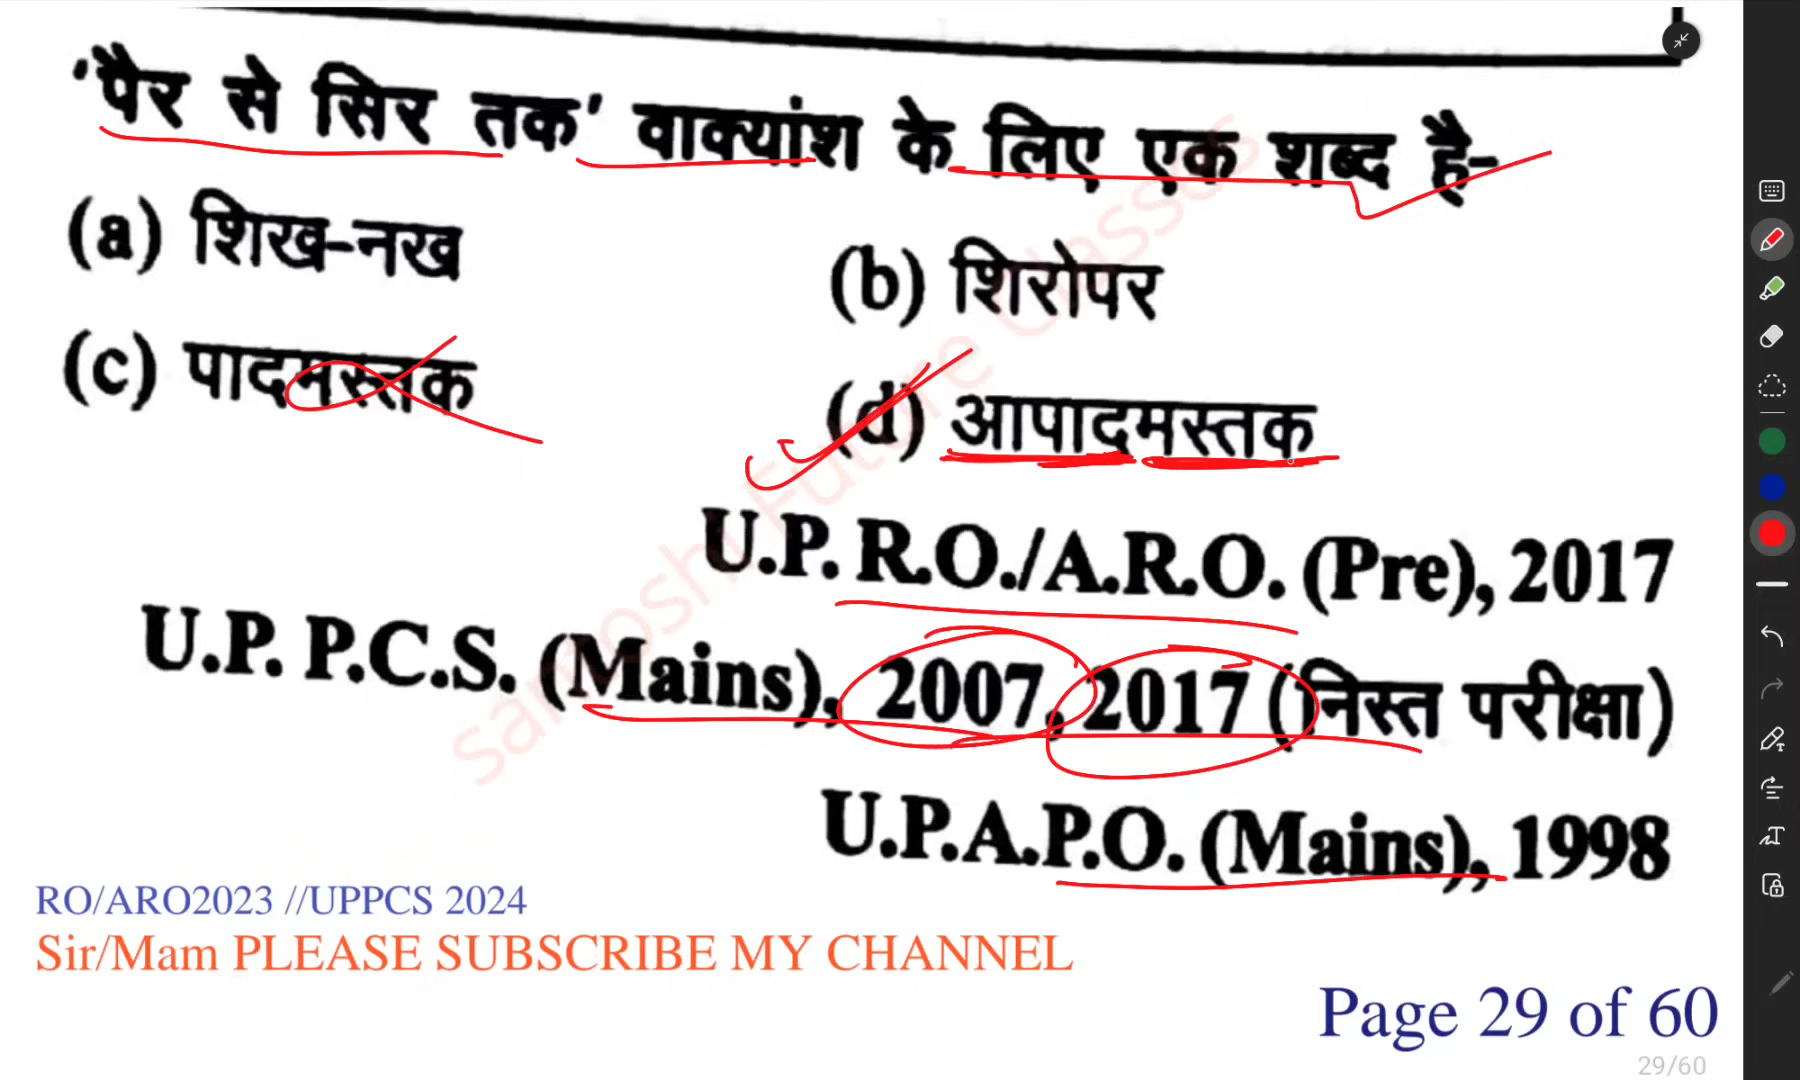 'पैर से सिर तक' वाक्यांश के लिए एक शब्द है-
(a) शिख-नख
(b) शिरोपर
(c) पादमस्तक
(d) आपादमस्तक
U.P. R.O./A.R.O. (Pre), 2017
U.P. P.C.S. (Mains), 2007, 2017 (निस्त परीक्षा)
U.P.A.P.O. (Mains), 1998
RO/ARO2023 //UPPCS 2024
Sir/Mam PLEASE SUBSCRIBE MY CHANNEL
Page 29 of 60
29/60